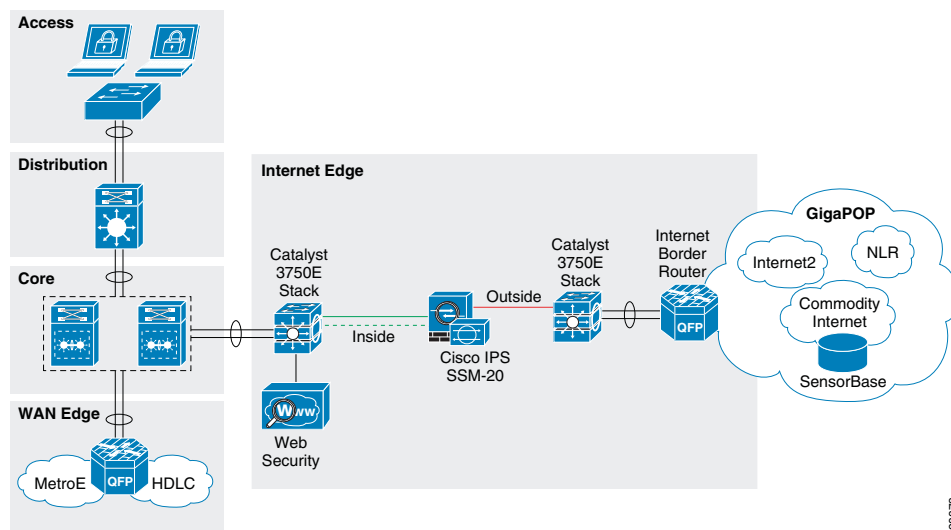 Access
Distribution
Core
WAN Edge
MetroE
QFP
HDLC
Internet Edge
Catalyst
3750E
Stack
Inside
Web
Security
WWW
Cisco IPS
SSM-20
Outside
Catalyst
3750E
Stack
Internet
Border
Router
QFP
GigaPOP
Internet2
NLR
Commodity
Internet
SensorBase